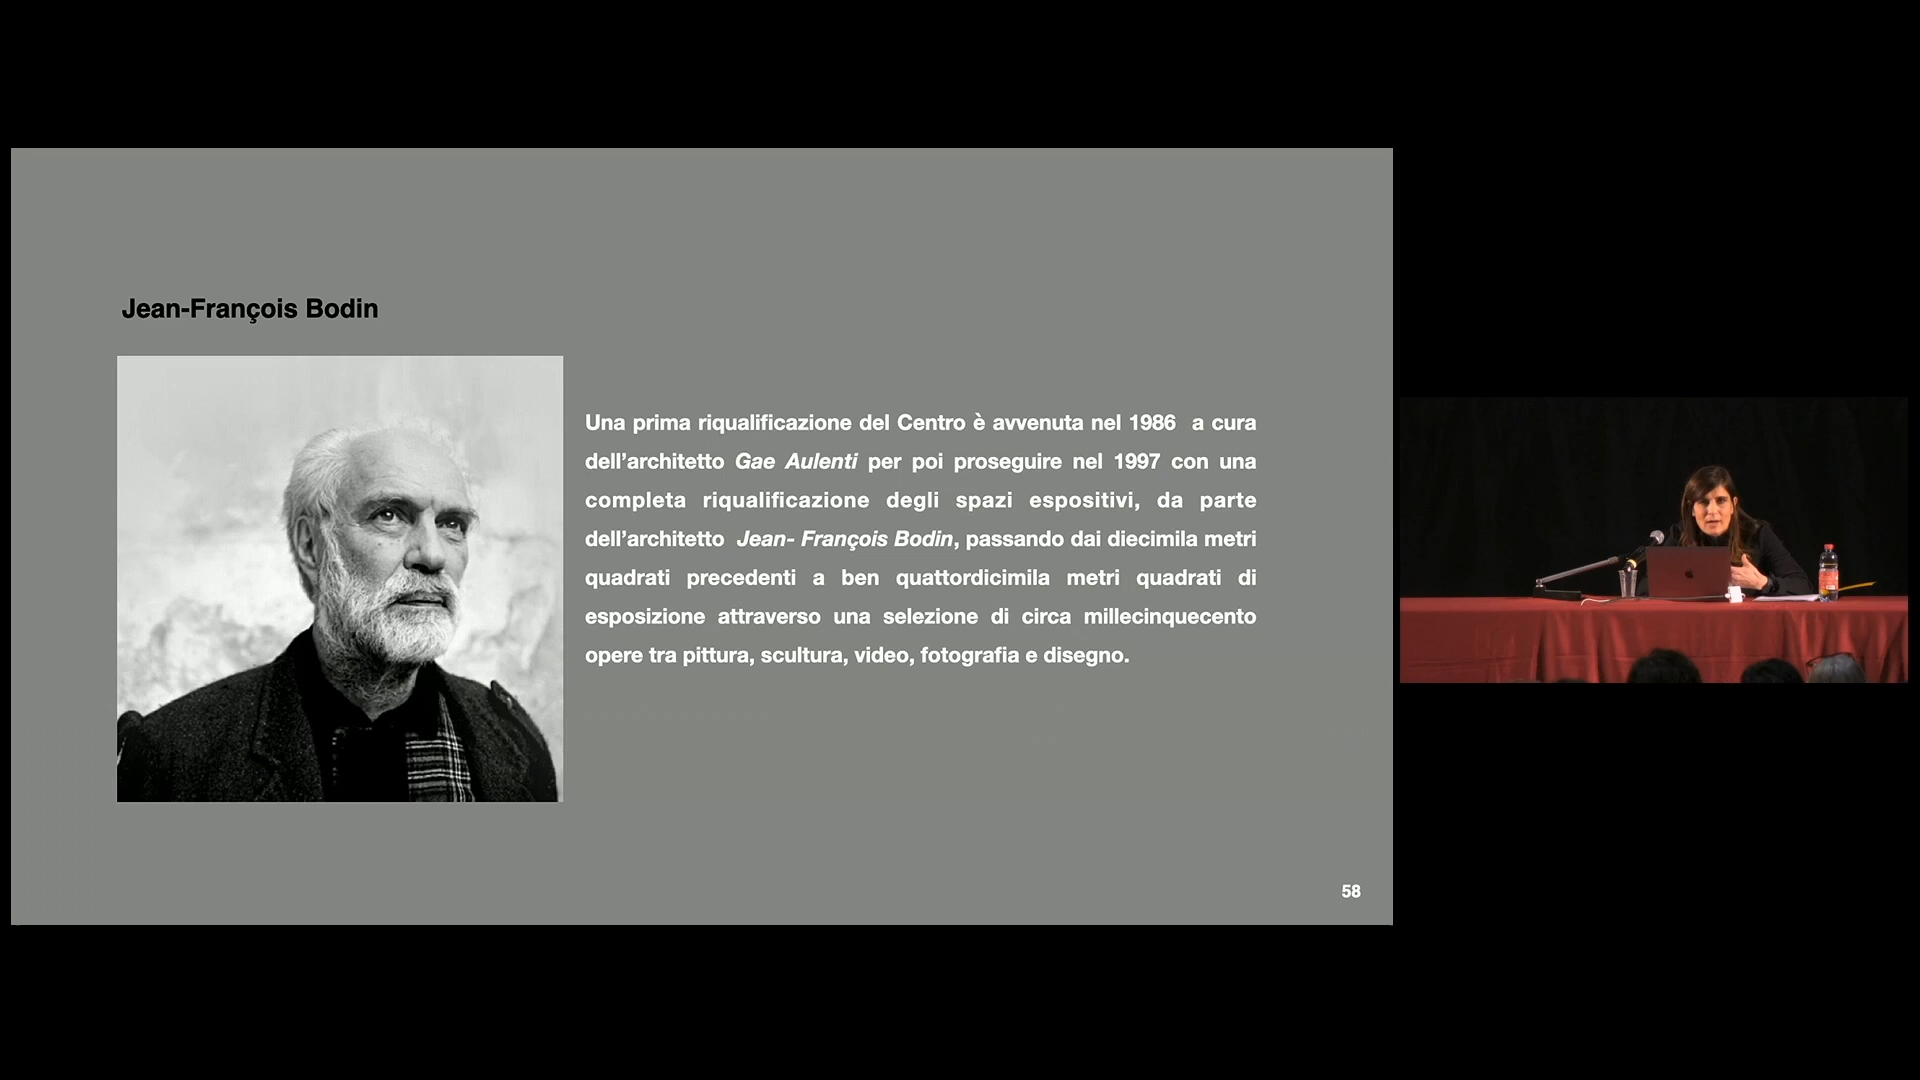 Jean-François Bodin
Una prima riqualificazione del Centro è avvenuta nel 1986 a cura
dell’architetto Gae Aulenti per poi proseguire nel 1997 con una
completa riqualificazione degli spazi espositivi, da parte
dell’architetto Jean- François Bodin, passando dai diecimila metri
quadrati precedenti a ben quattordicimila metri quadrati di
esposizione attraverso una selezione di circa millecinquecento
opere tra pittura, scultura, video, fotografia e disegno.
58